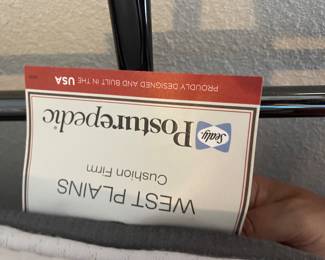 PROUDLY DESIGNED AND BUILT IN THE USA
Sealy
Posturepedic®
Cushion Firm
WEST PLAINS